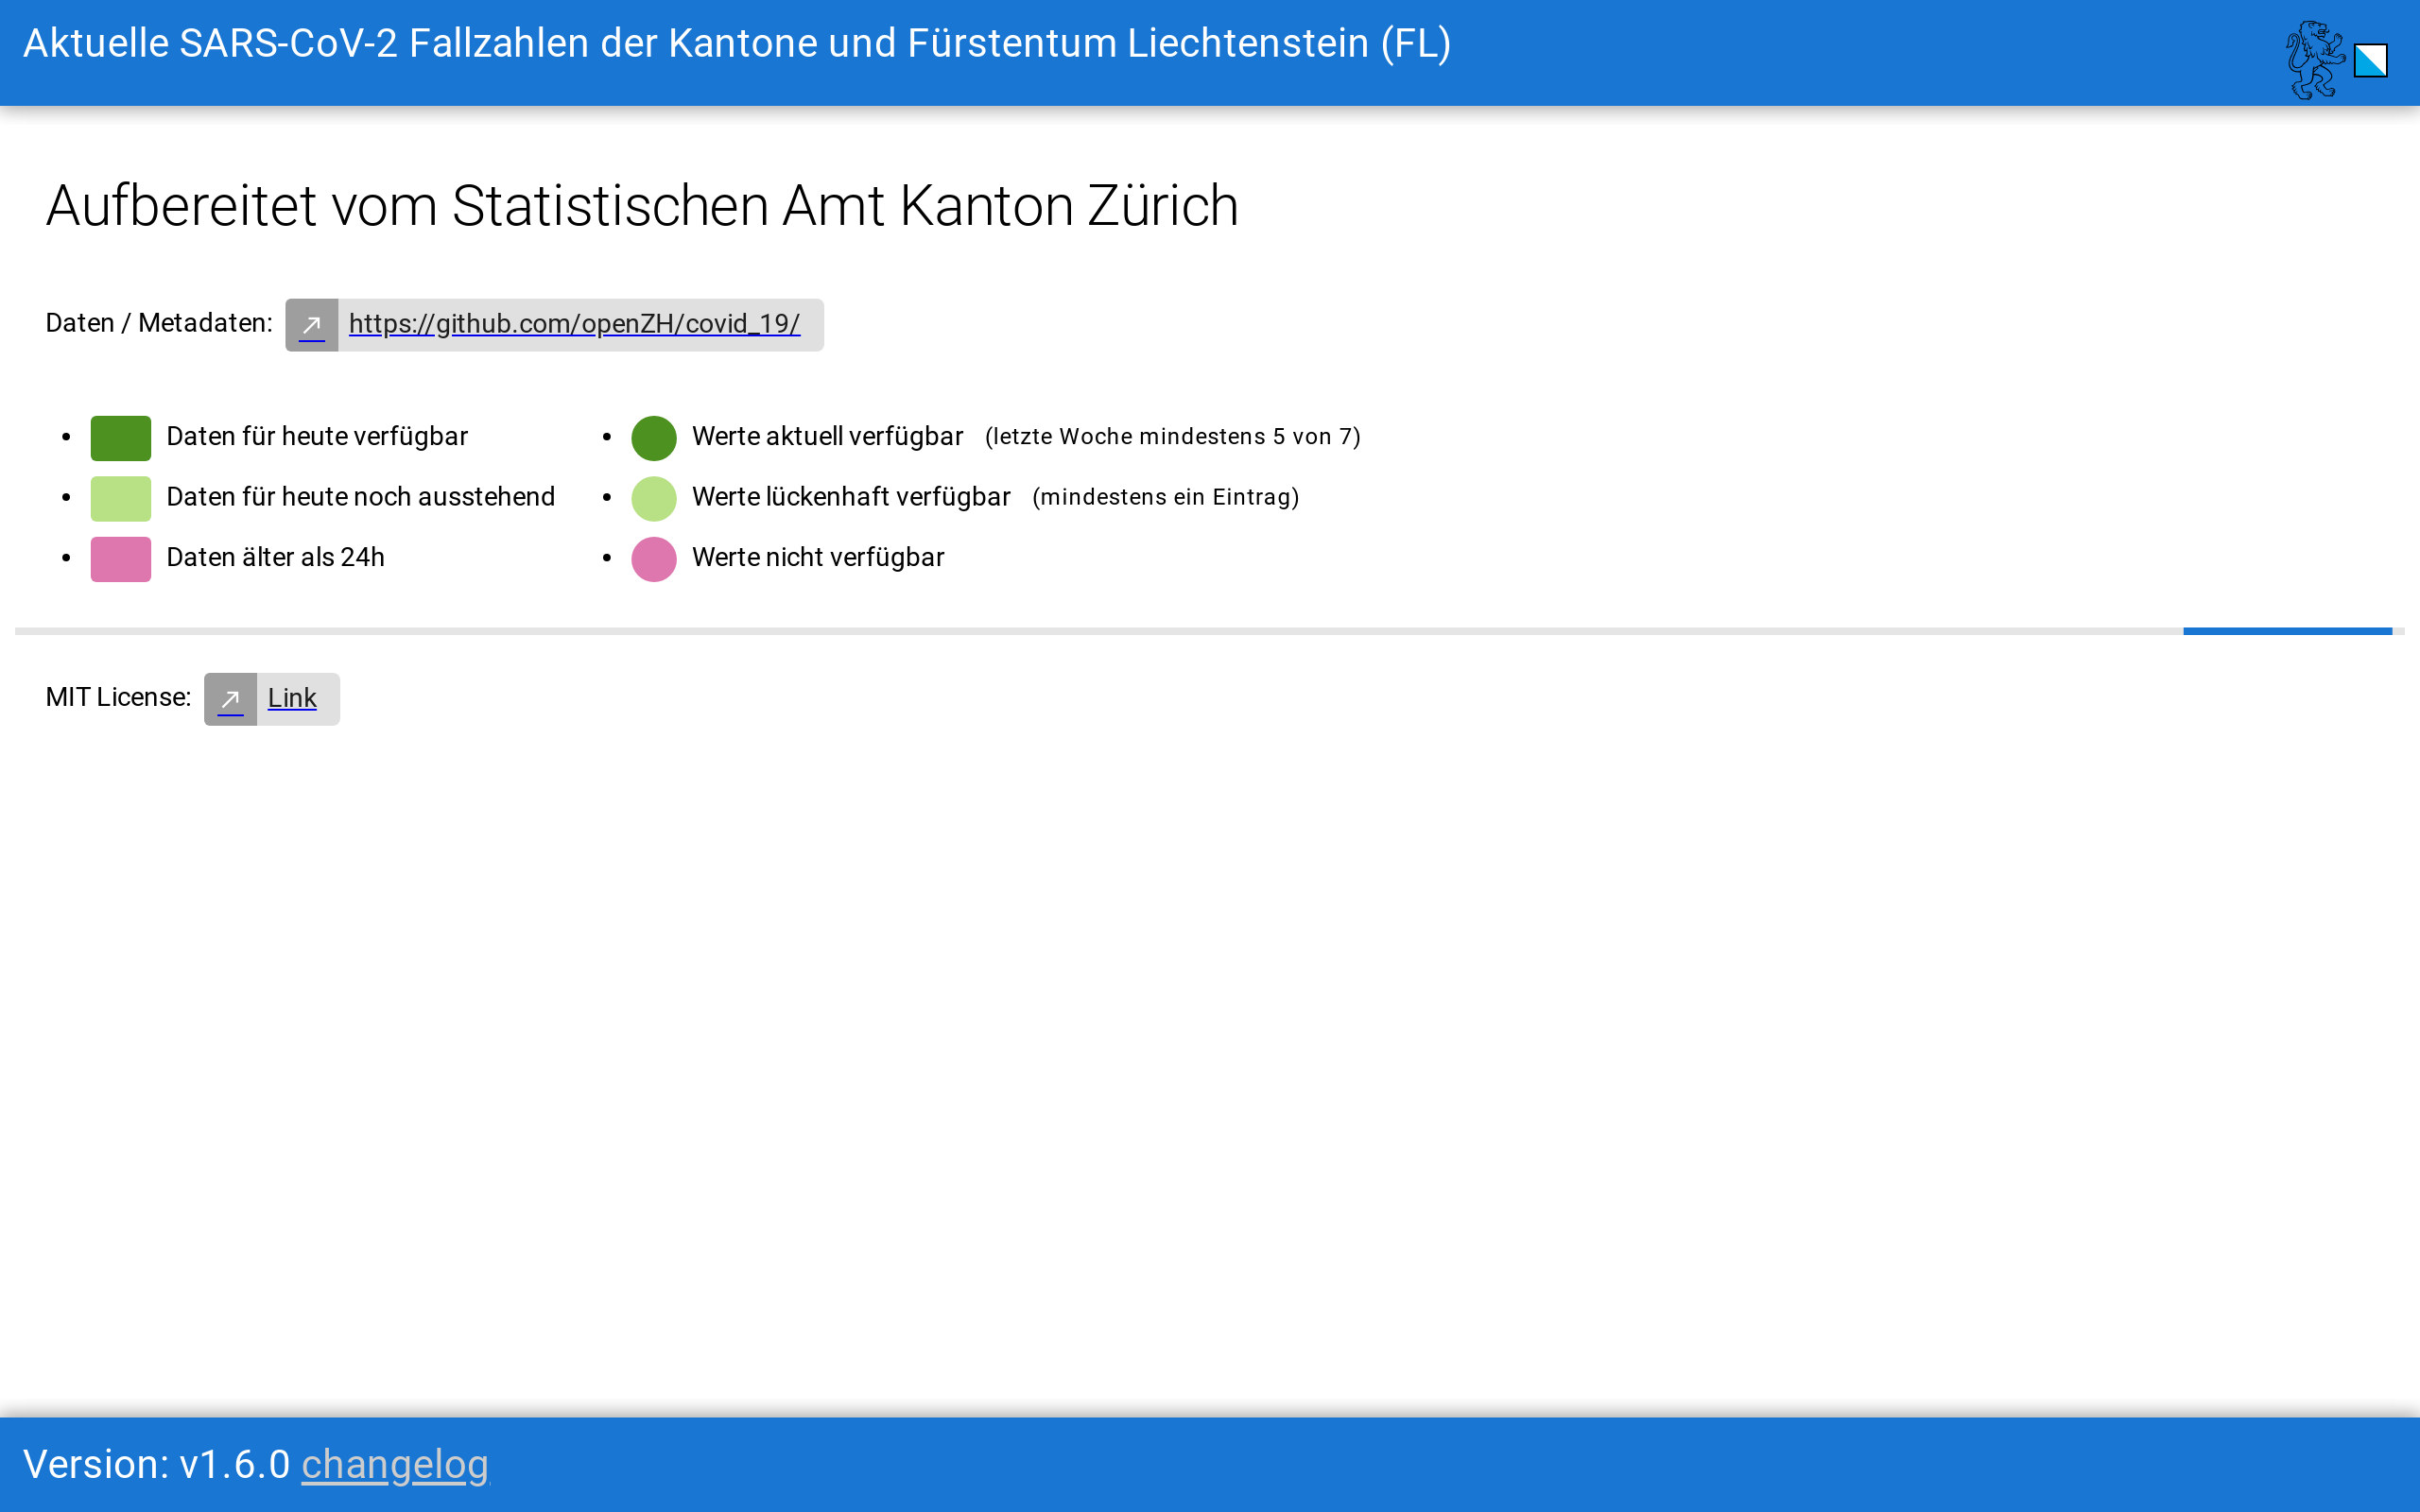 Aktuelle SARS-CoV-2 Fallzahlen der Kantone und Fürstentum Liechtenstein (FL)
Aufbereitet vom Statistischen Amt Kanton Zürich
Daten / Metadaten: https://github.com/openZH/covid_19/
Daten für heute verfügbar
Daten für heute noch ausstehend
Daten älter als 24h
Werte aktuell verfügbar (letzte Woche mindestens 5 von 7)
Werte lückenhaft verfügbar (mindestens ein Eintrag)
Werte nicht verfügbar
MIT License: Link
Version: v1.6.0 changelog